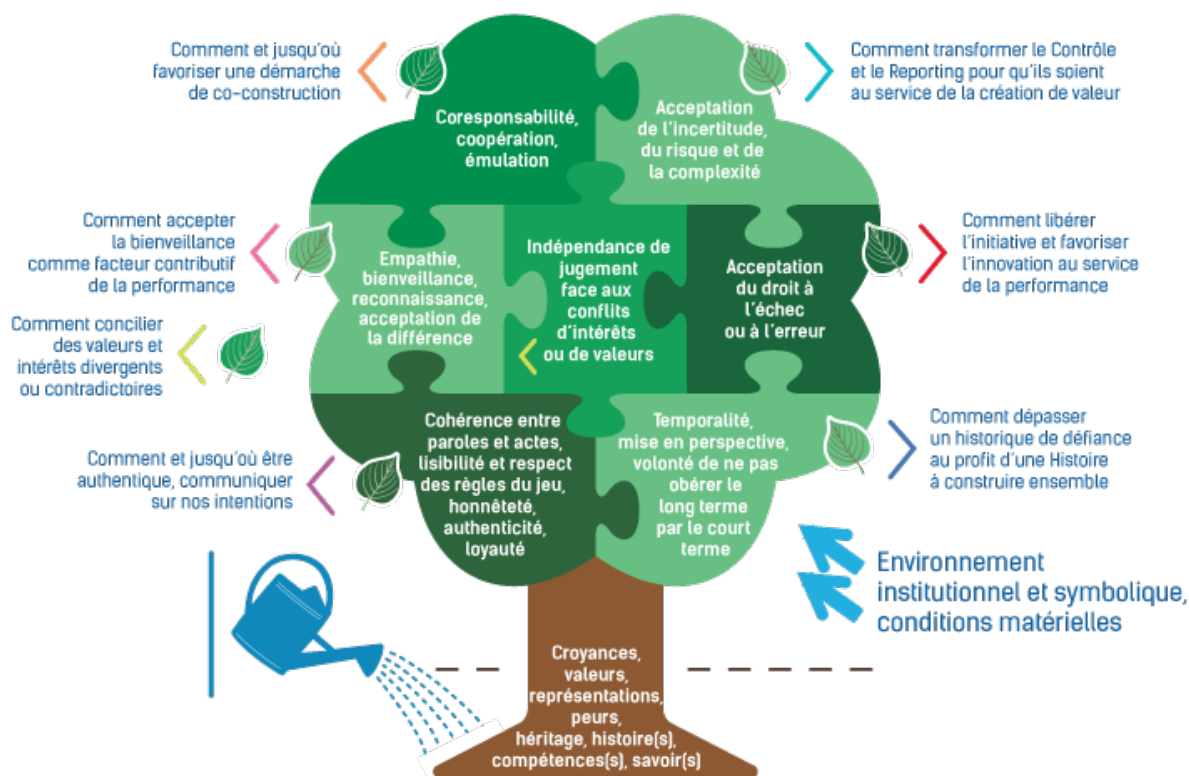 Comment et jusqu'où
favoriser une démarche
de co-construction
Comment transformer le Contrôle
et le Reporting pour qu'ils soient
au service de la création de valeur
Coresponsabilité,
coopération,
émulation
Acceptation
de l'incertitude,
du risque et de
la complexité
Comment accepter
la bienveillance
comme facteur contributif
de la performance
Empathie,
bienveillance,
reconnaissance,
acceptation de
la différence
Indépendance de
jugement
face aux
conflits
d'intérêts
ou de valeurs
Acceptation
du droit à
l'échec
ou à l'erreur
Comment libérer
l'initiative et favoriser
l'innovation au service
de la performance
Comment concilier
des valeurs et
intérêts divergents
ou contradictoires
Comment et jusqu'où être
authentique, communiquer
sur nos intentions
Cohérence entre
paroles et actes,
lisibilité et respect
des règles du jeu,
honnêteté,
authenticité,
loyauté
Temporalité,
mise en perspective,
volonté de ne pas
obérer le
long terme
par le court
terme
Comment dépasser
un historique de défiance
au profit d'une Histoire
à construire ensemble
Environnement
institutionnel et symbolique,
conditions matérielles
Croyances,
valeurs,
représentations,
peurs,
héritage, histoire(s),
compétences(s), savoir(s)